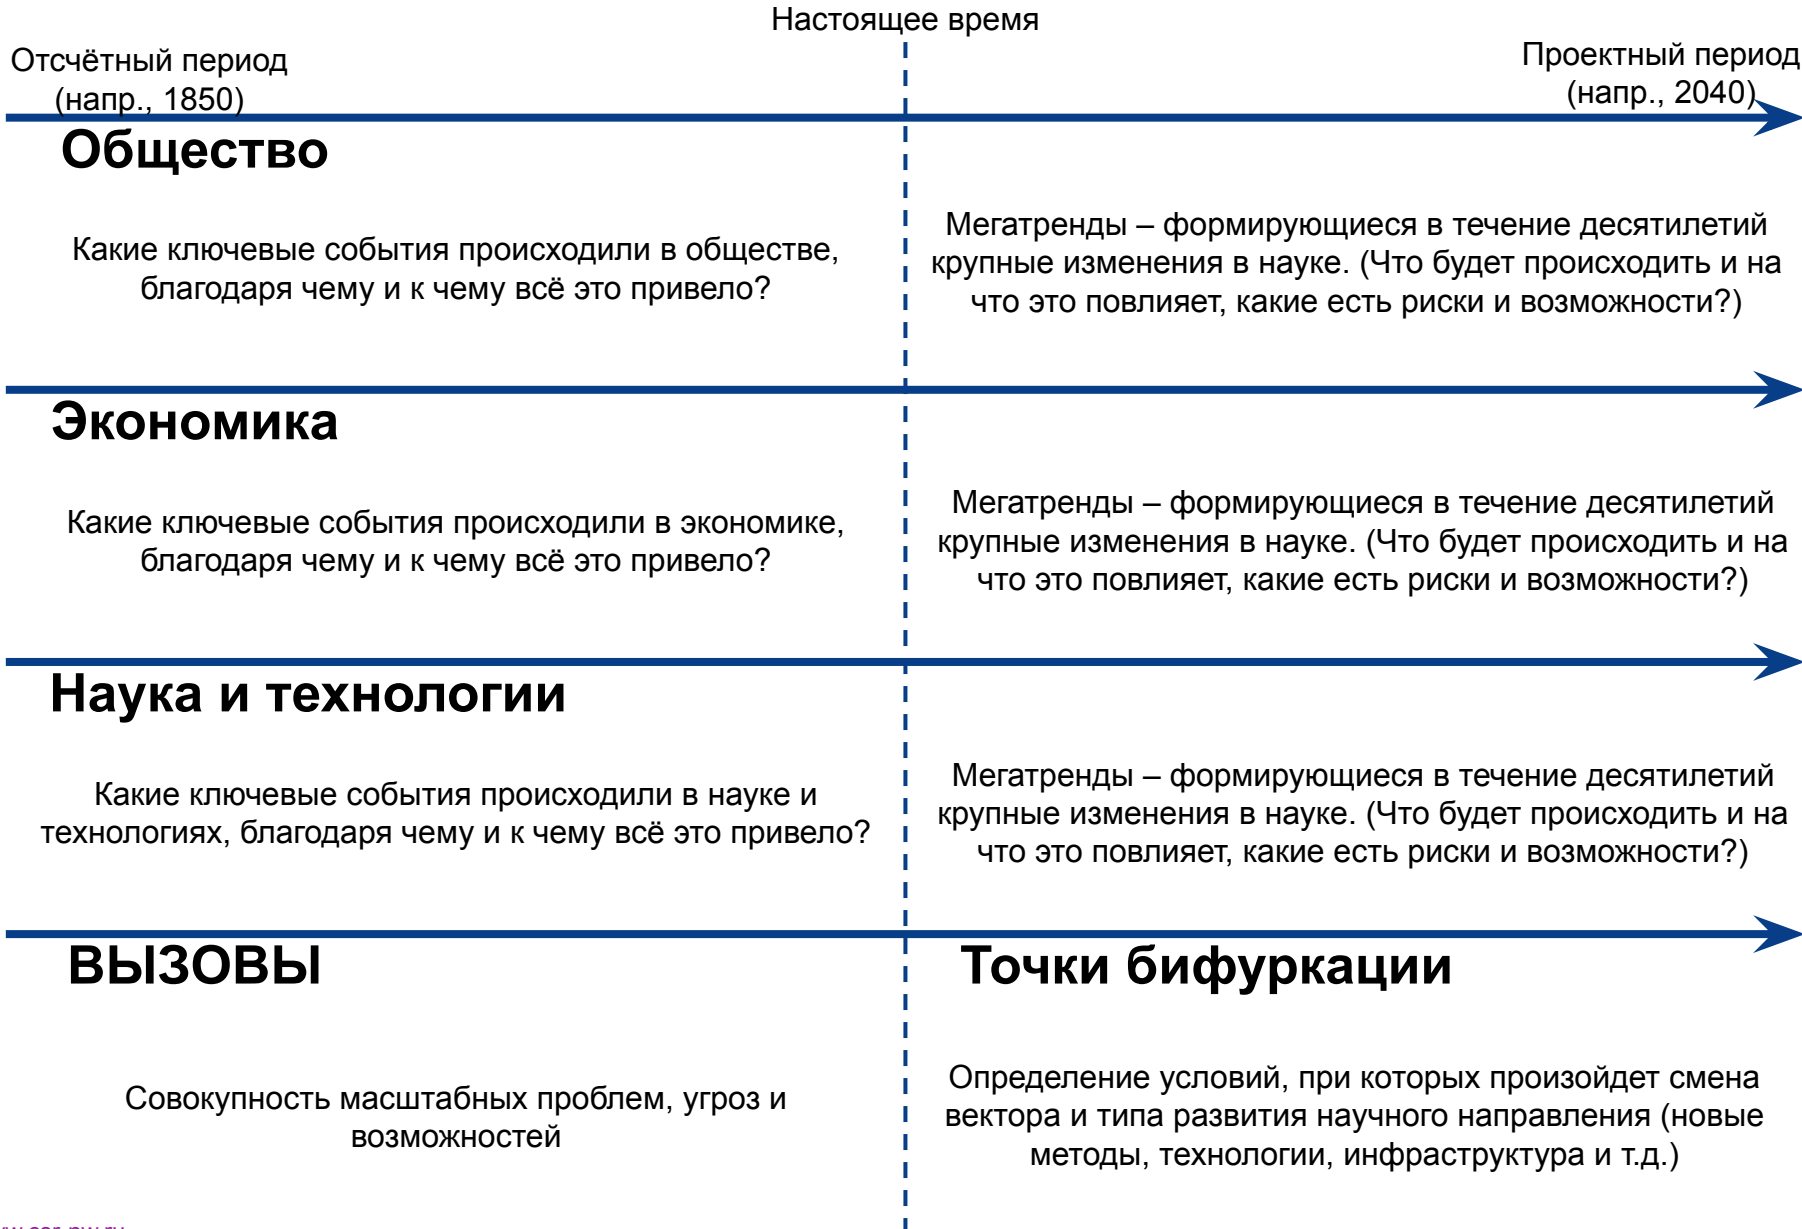 Настоящее время
Отсчётный период
(напр., 1850)
Проектный период
(напр., 2040)
Общество
Какие ключевые события происходили в обществе,
благодаря чему и к чему всё это привело?
Мегатренды – формирующиеся в течение десятилетий
крупные изменения в науке. (Что будет происходить и на
что это повлияет, какие есть риски и возможности?)
Экономика
Какие ключевые события происходили в экономике,
благодаря чему и к чему всё это привело?
Мегатренды – формирующиеся в течение десятилетий
крупные изменения в науке. (Что будет происходить и на
что это повлияет, какие есть риски и возможности?)
Наука и технологии
Какие ключевые события происходили в науке и
технологиях, благодаря чему и к чему всё это привело?
Мегатренды – формирующиеся в течение десятилетий
крупные изменения в науке. (Что будет происходить и на
что это повлияет, какие есть риски и возможности?)
ВЫЗОВЫ
Совокупность масштабных проблем, угроз и
возможностей
Точки бифуркации
Определение условий, при которых произойдет смена
вектора и типа развития научного направления (новые
методы, технологии, инфраструктура и т.д.)